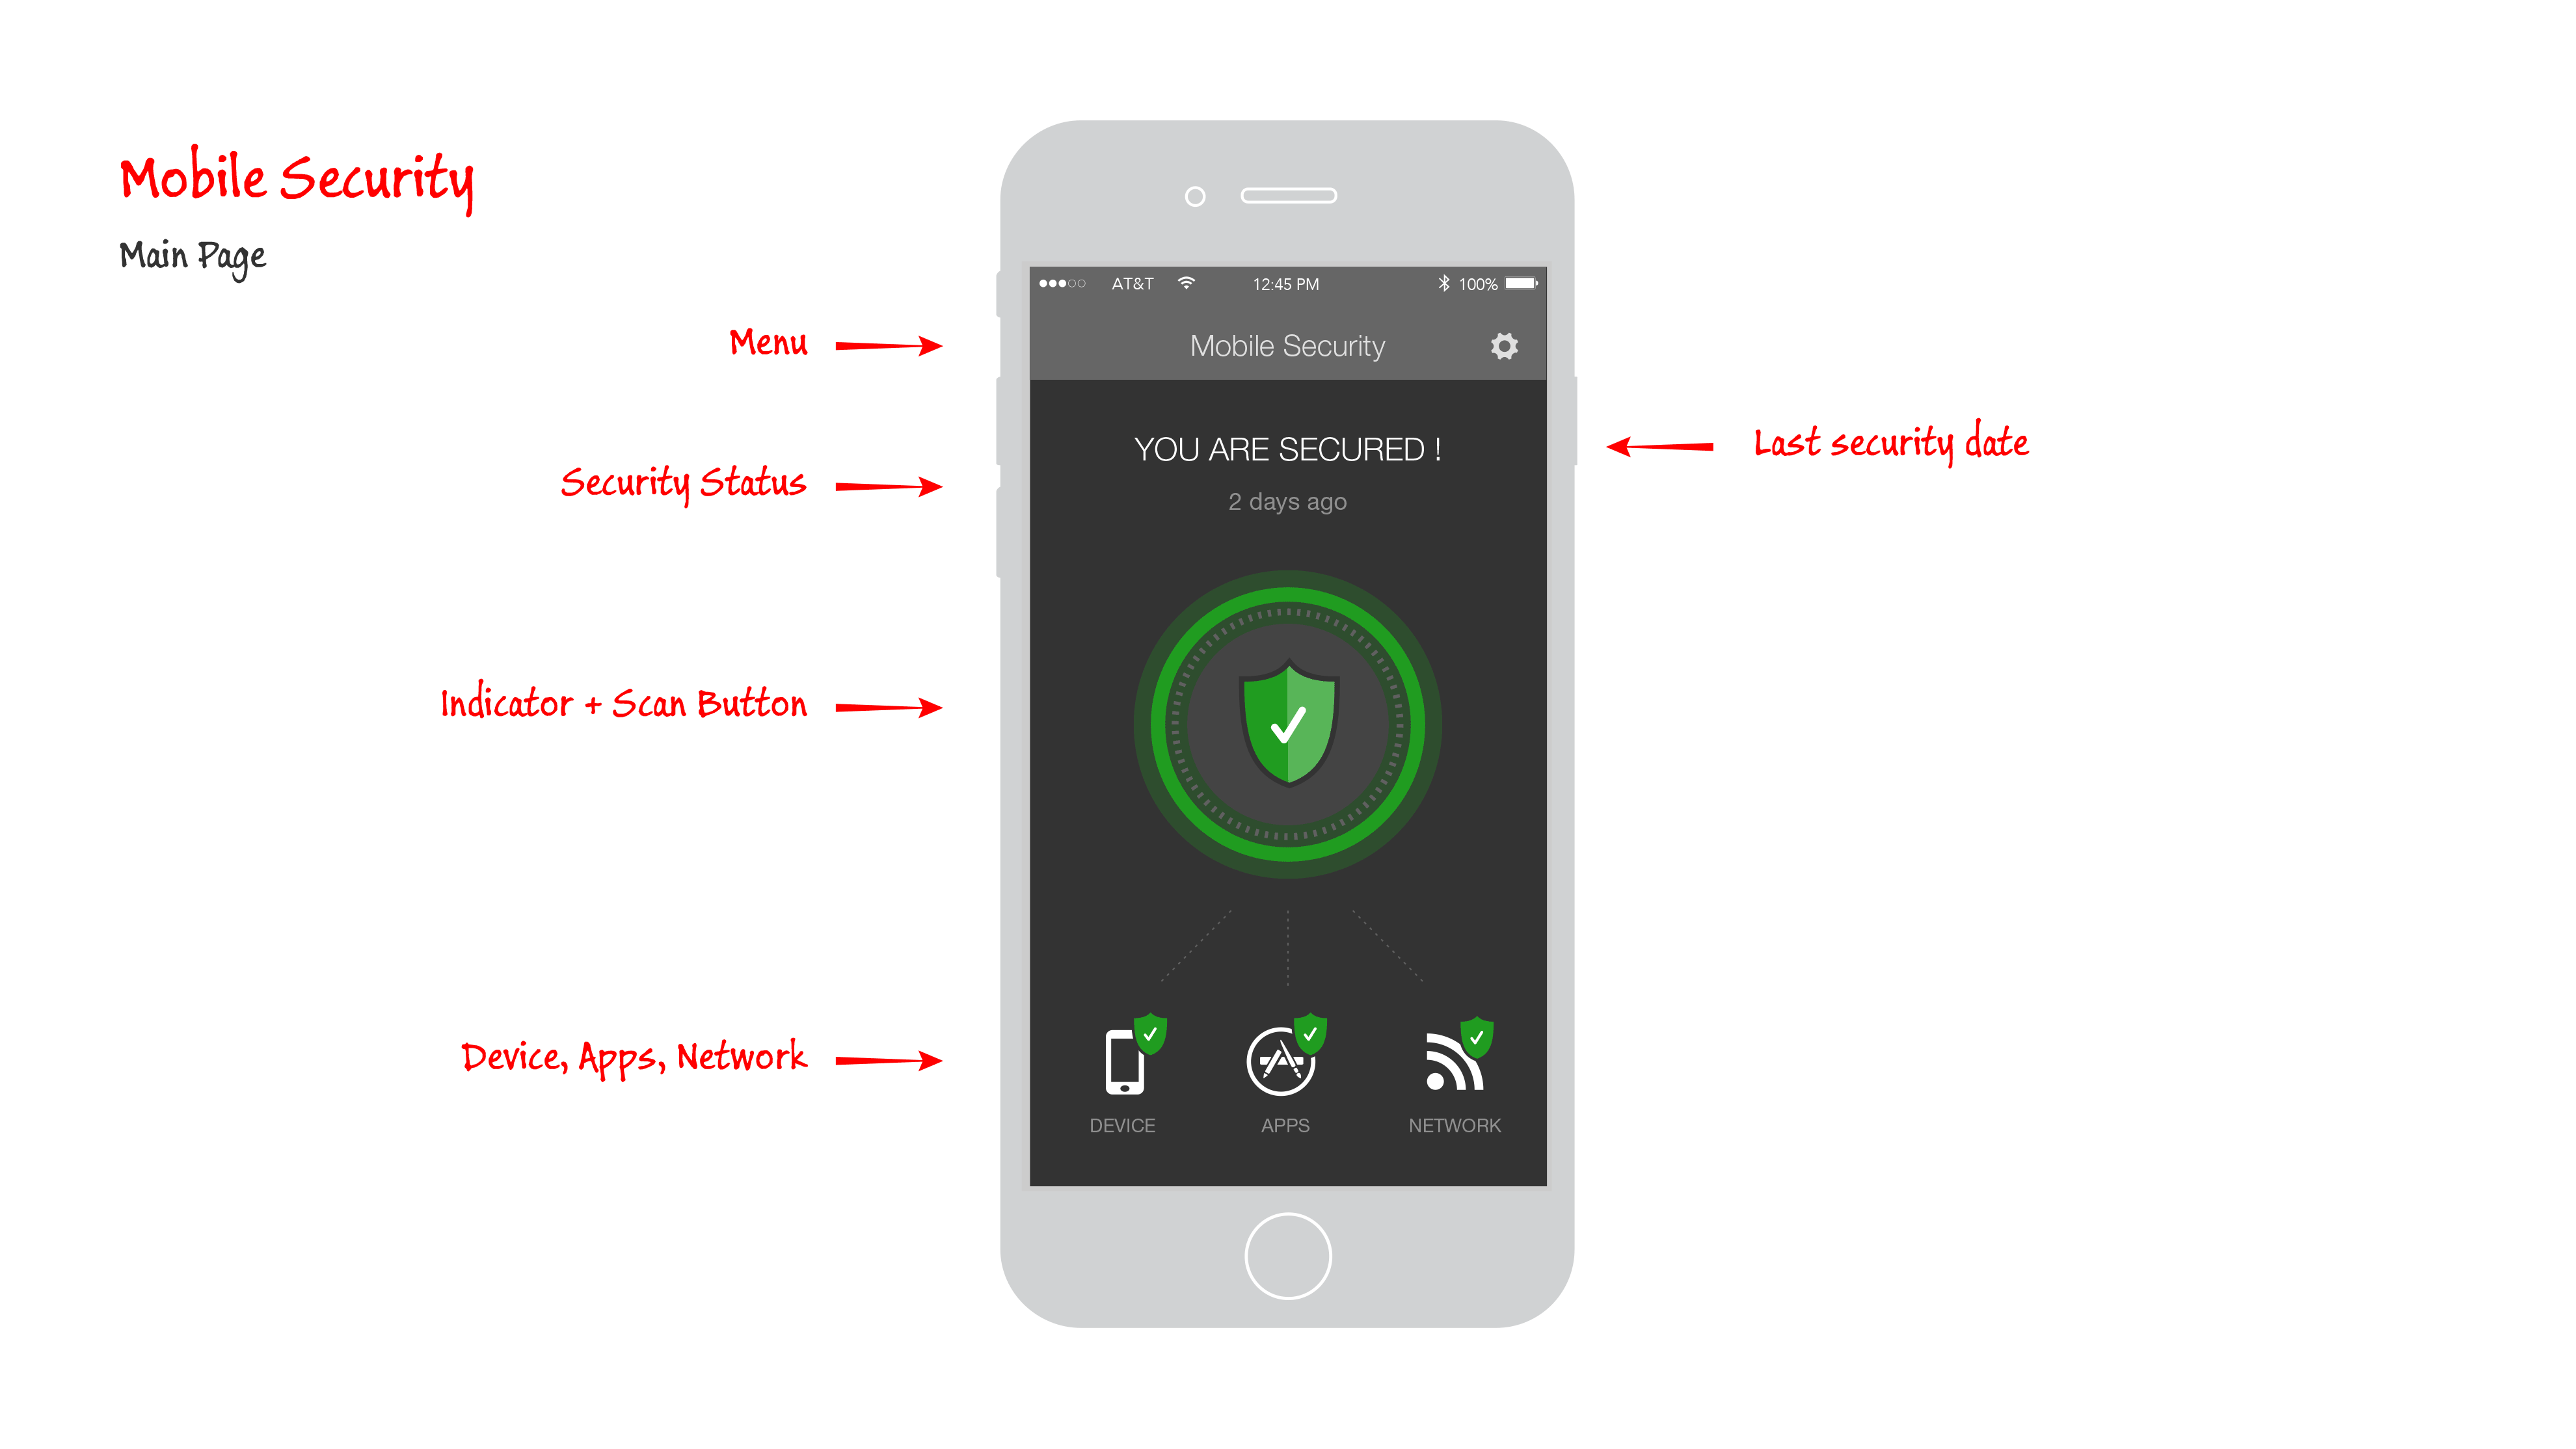 Mobile Security
Main Page
AT&T 12:45 PM 100%
Menu
Mobile Security
Last security date
YOU ARE SECURED !
Security Status
2 days ago
Indicator + Scan Button
Device, Apps, Network
DEVICE APPS NETWORK